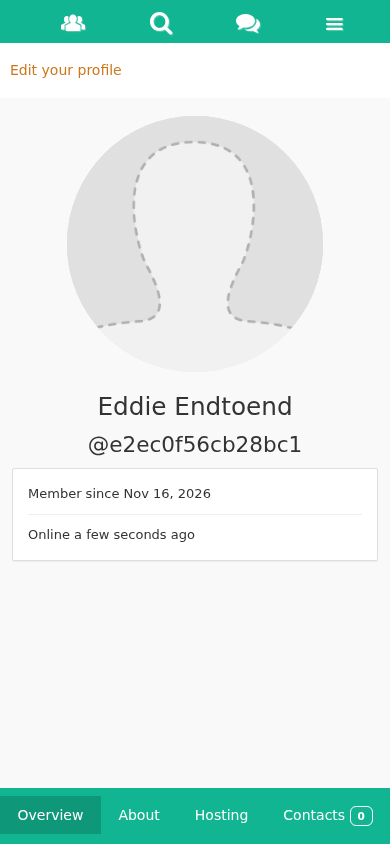 Edit your profile
Eddie Endtoend
@e2ec0f56cb28bc1
Member since Nov 16, 2026
Online a few seconds ago
Overview About Hosting Contacts 0